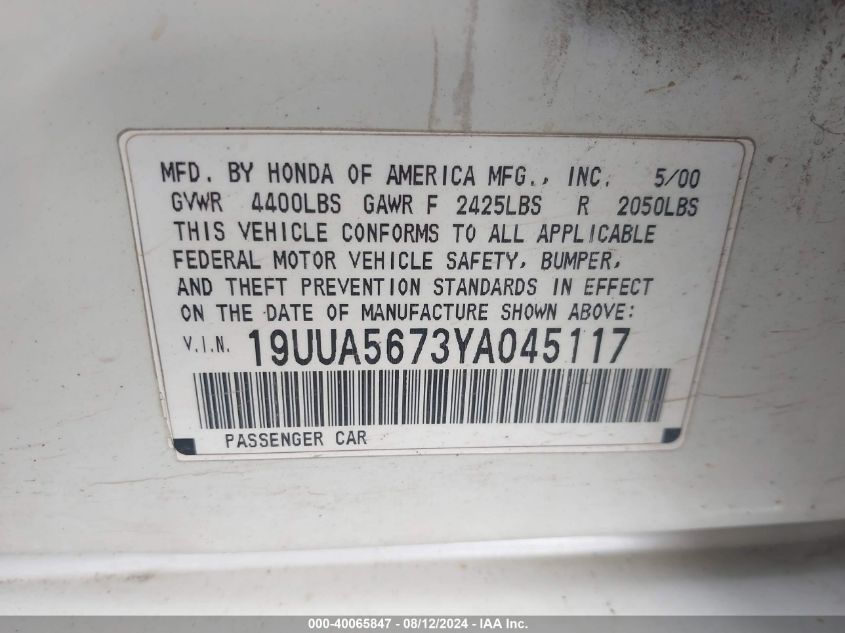 MFD. BY HONDA OF AMERICA MFG., INC. 5/00
GVWR 4400LBS GAWR F 2425LBS R 2050LBS
THIS VEHICLE CONFORMS TO ALL APPLICABLE
FEDERAL MOTOR VEHICLE SAFETY, BUMPER,
AND THEFT PREVENTION STANDARDS IN EFFECT
ON THE DATE OF MANUFACTURE SHOWN ABOVE:
V.I.N. 19UUA5673YA045117
PASSENGER CAR
000-40065847 - 08/12/2024 - IAA Inc.